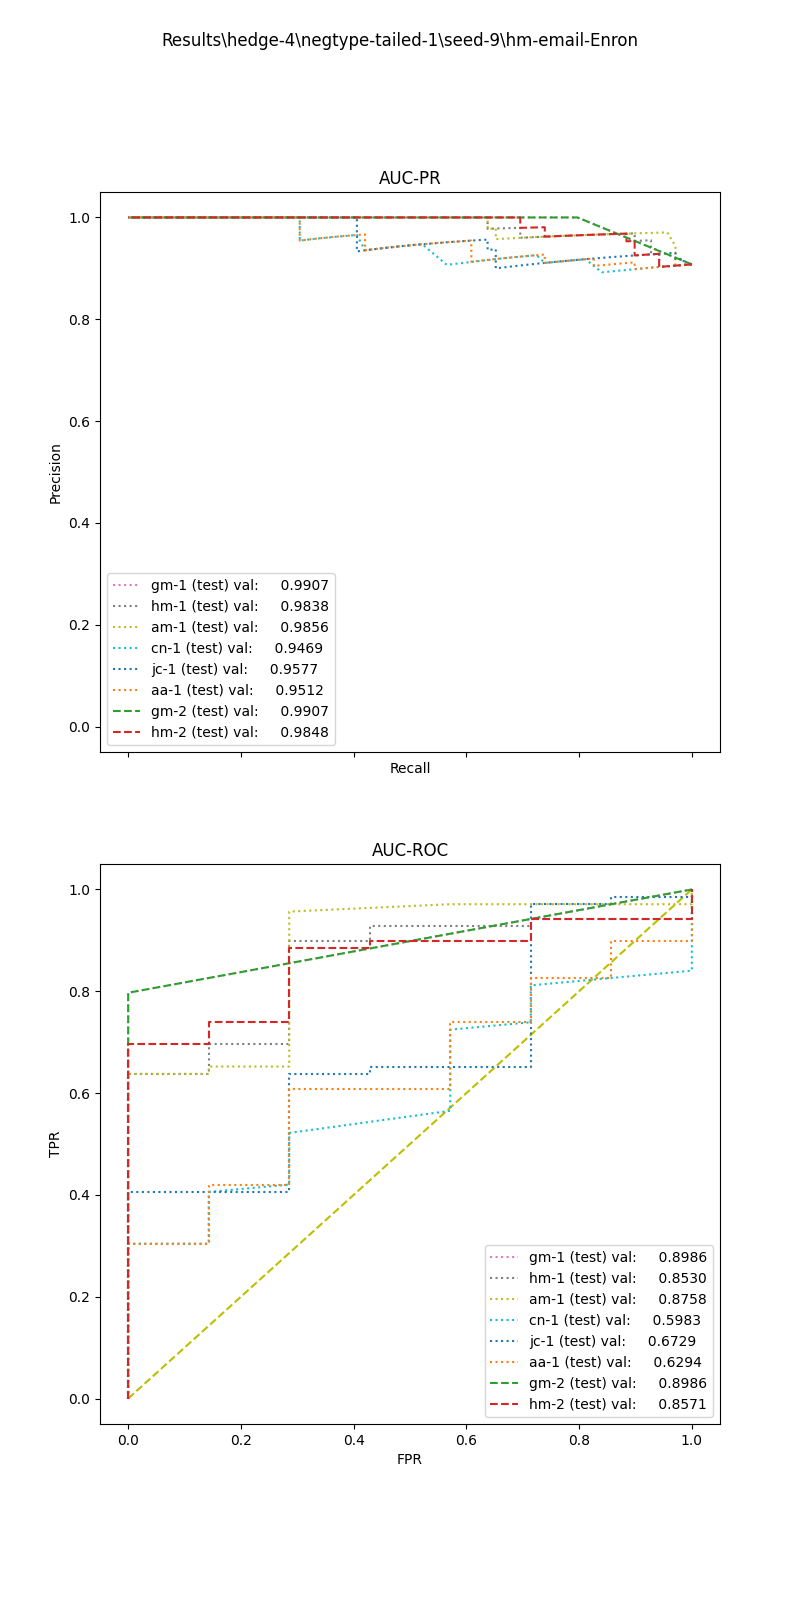 Results\hedge-4\negtype-tailed-1\seed-9\hm-email-Enron
AUC-PR
1.0
0.8
0.6
0.4
0.2
0.0
Precision
gm-1 (test) val: 0.9907
hm-1 (test) val: 0.9838
am-1 (test) val: 0.9856
cn-1 (test) val: 0.9469
jc-1 (test) val: 0.9577
aa-1 (test) val: 0.9512
gm-2 (test) val: 0.9907
hm-2 (test) val: 0.9848
Recall
AUC-ROC
1.0
0.8
0.6
0.4
0.2
0.0
TPR
gm-1 (test) val: 0.8986
hm-1 (test) val: 0.8530
am-1 (test) val: 0.8758
cn-1 (test) val: 0.5983
jc-1 (test) val: 0.6729
aa-1 (test) val: 0.6294
gm-2 (test) val: 0.8986
hm-2 (test) val: 0.8571
0.0 0.2 0.4 0.6 0.8 1.0
FPR